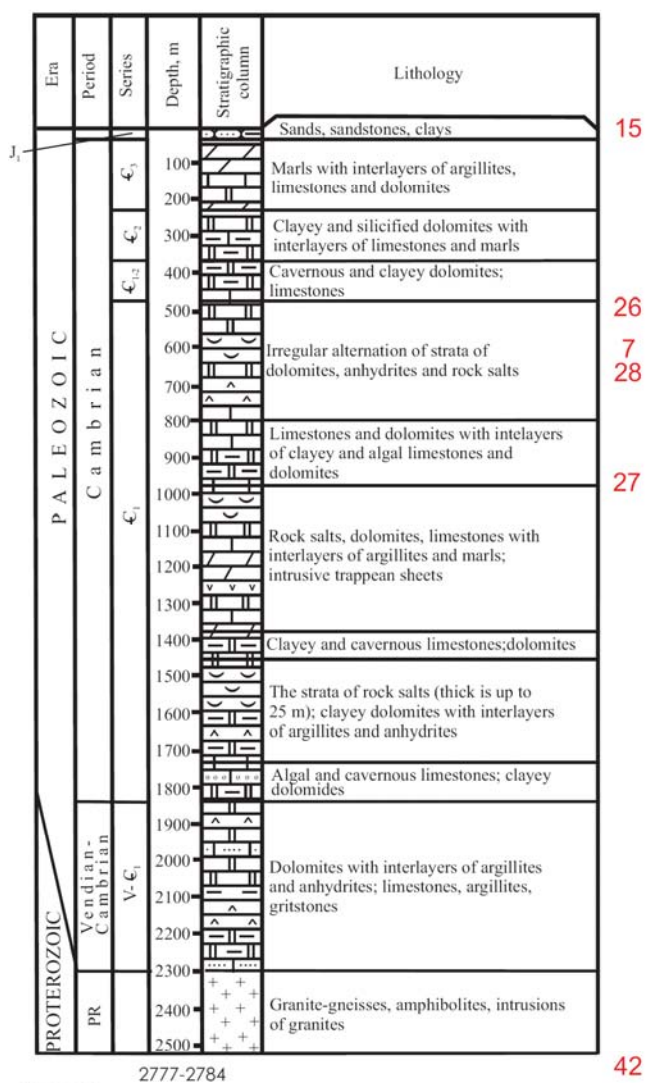 Era
Period
Series
Depth, m
Stratigraphic
column
Lithology
J₁
Sands, sandstones, clays
15
Є₃
100
200
Marls with interlayers of argillites,
limestones and dolomites
Є₂
300
Clayey and silicified dolomites with
interlayers of limestones and marls
Є₁₋₂
400
Cavernous and clayey dolomites;
limestones
PALEOZOIC
Cambrian
Є₁
500
600
700
Irregular alternation of strata of
dolomites, anhydrites and rock salts
26
7
28
800
900
Limestones and dolomites with intelayers
of clayey and algal limestones and
dolomites
27
1000
1100
1200
1300
Rock salts, dolomites, limestones with
interlayers of argillites and marls;
intrusive trappean sheets
1400
Clayey and cavernous limestones;dolomites
1500
1600
1700
The strata of rock salts (thick is up to
25 m); clayey dolomites with interlayers
of argillites and anhydrites
1800
Algal and cavernous limestones; clayey
dolomides
Vendian-
Cambrian
V-Є₁
1900
2000
2100
2200
2300
Dolomites with interlayers of argillites
and anhydrites; limestones, argillites,
gritstones
PROTEROZOIC
PR
2400
2500
Granite-gneisses, amphibolites, intrusions
of granites
42
2777-2784